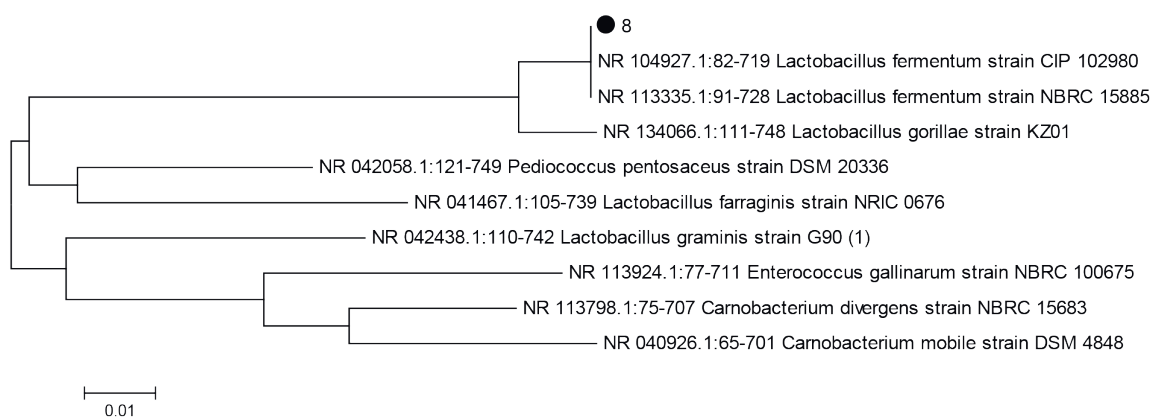 8
NR 104927.1:82-719 Lactobacillus fermentum strain CIP 102980
NR 113335.1:91-728 Lactobacillus fermentum strain NBRC 15885
NR 134066.1:111-748 Lactobacillus gorillae strain KZ01
NR 042058.1:121-749 Pediococcus pentosaceus strain DSM 20336
NR 041467.1:105-739 Lactobacillus farraginis strain NRIC 0676
NR 042438.1:110-742 Lactobacillus graminis strain G90 (1)
NR 113924.1:77-711 Enterococcus gallinarum strain NBRC 100675
NR 113798.1:75-707 Carnobacterium divergens strain NBRC 15683
NR 040926.1:65-701 Carnobacterium mobile strain DSM 4848
0.01